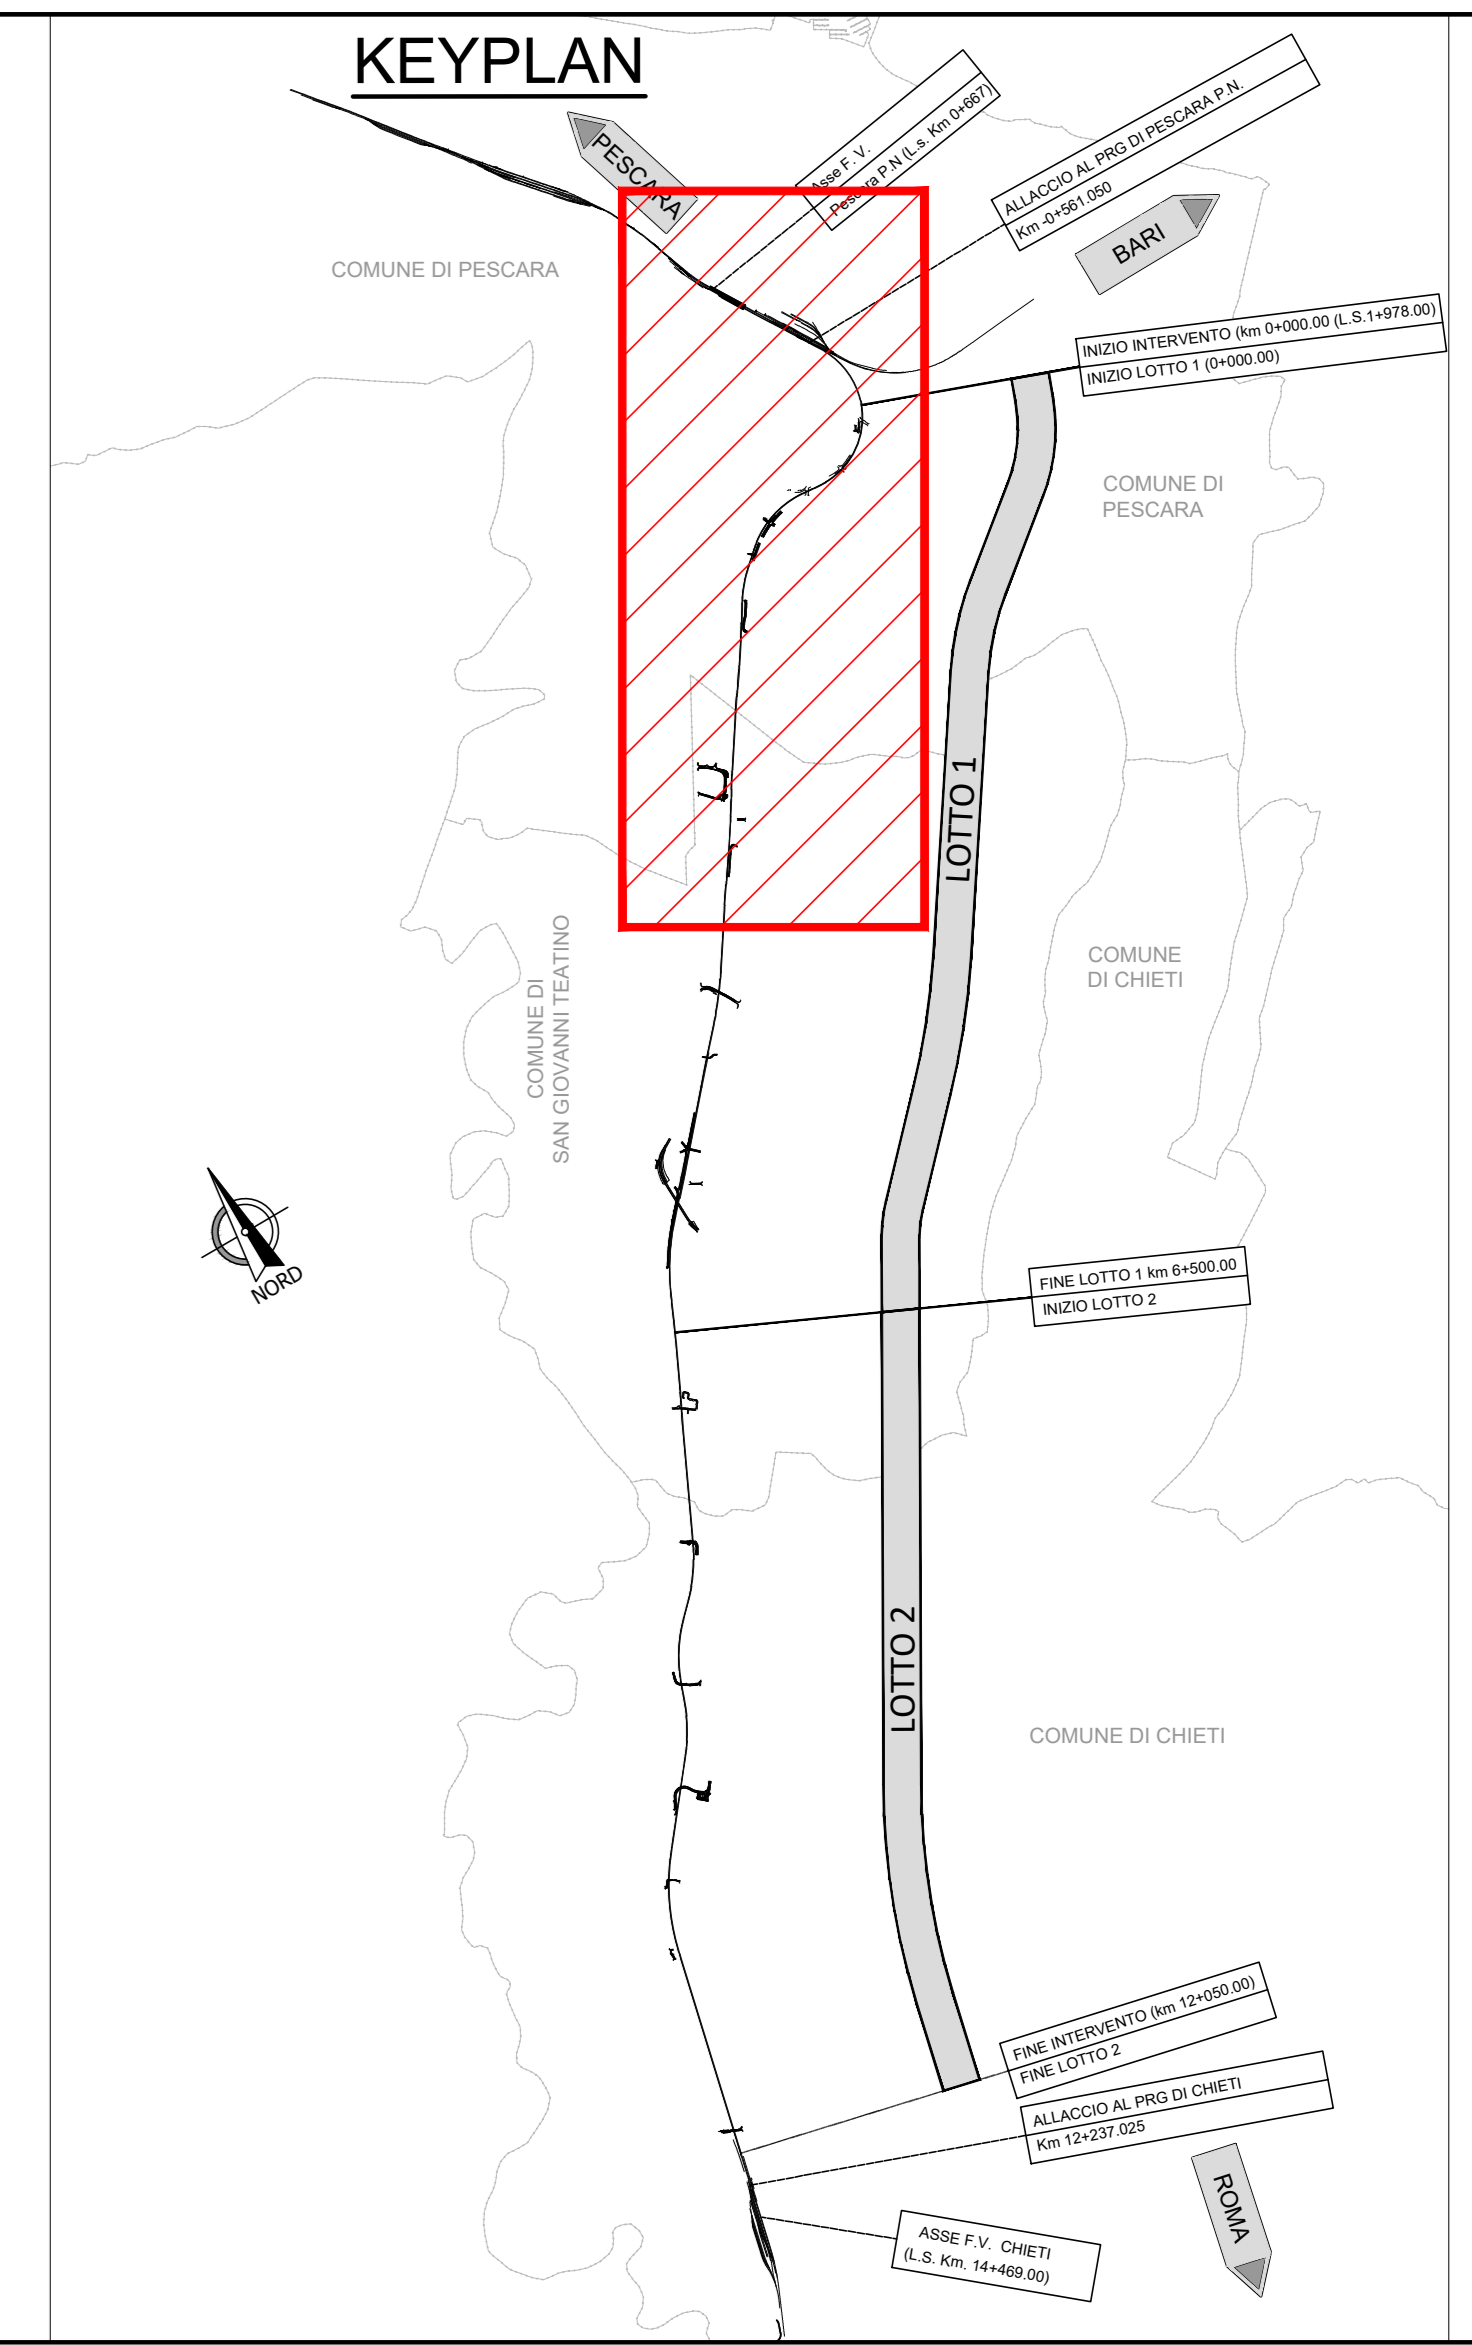 KEYPLAN
PESCARA
Asse F. V.
Pescara P.N (L.s. Km 0+667)
ALLACCIO AL PRG DI PESCARA P.N.
Km -0+561.050
BARI
COMUNE DI PESCARA
INIZIO INTERVENTO (km 0+000.00 (L.S.1+978.00)
INIZIO LOTTO 1 (0+000.00)
COMUNE DI
PESCARA
LOTTO 1
COMUNE DI
SAN GIOVANNI TEATINO
COMUNE
DI CHIETI
NORD
FINE LOTTO 1 km 6+500.00
INIZIO LOTTO 2
LOTTO 2
COMUNE DI CHIETI
FINE INTERVENTO (km 12+050.00)
FINE LOTTO 2
ALLACCIO AL PRG DI CHIETI
Km 12+237.025
ROMA
ASSE F.V. CHIETI
(L.S. Km. 14+469.00)